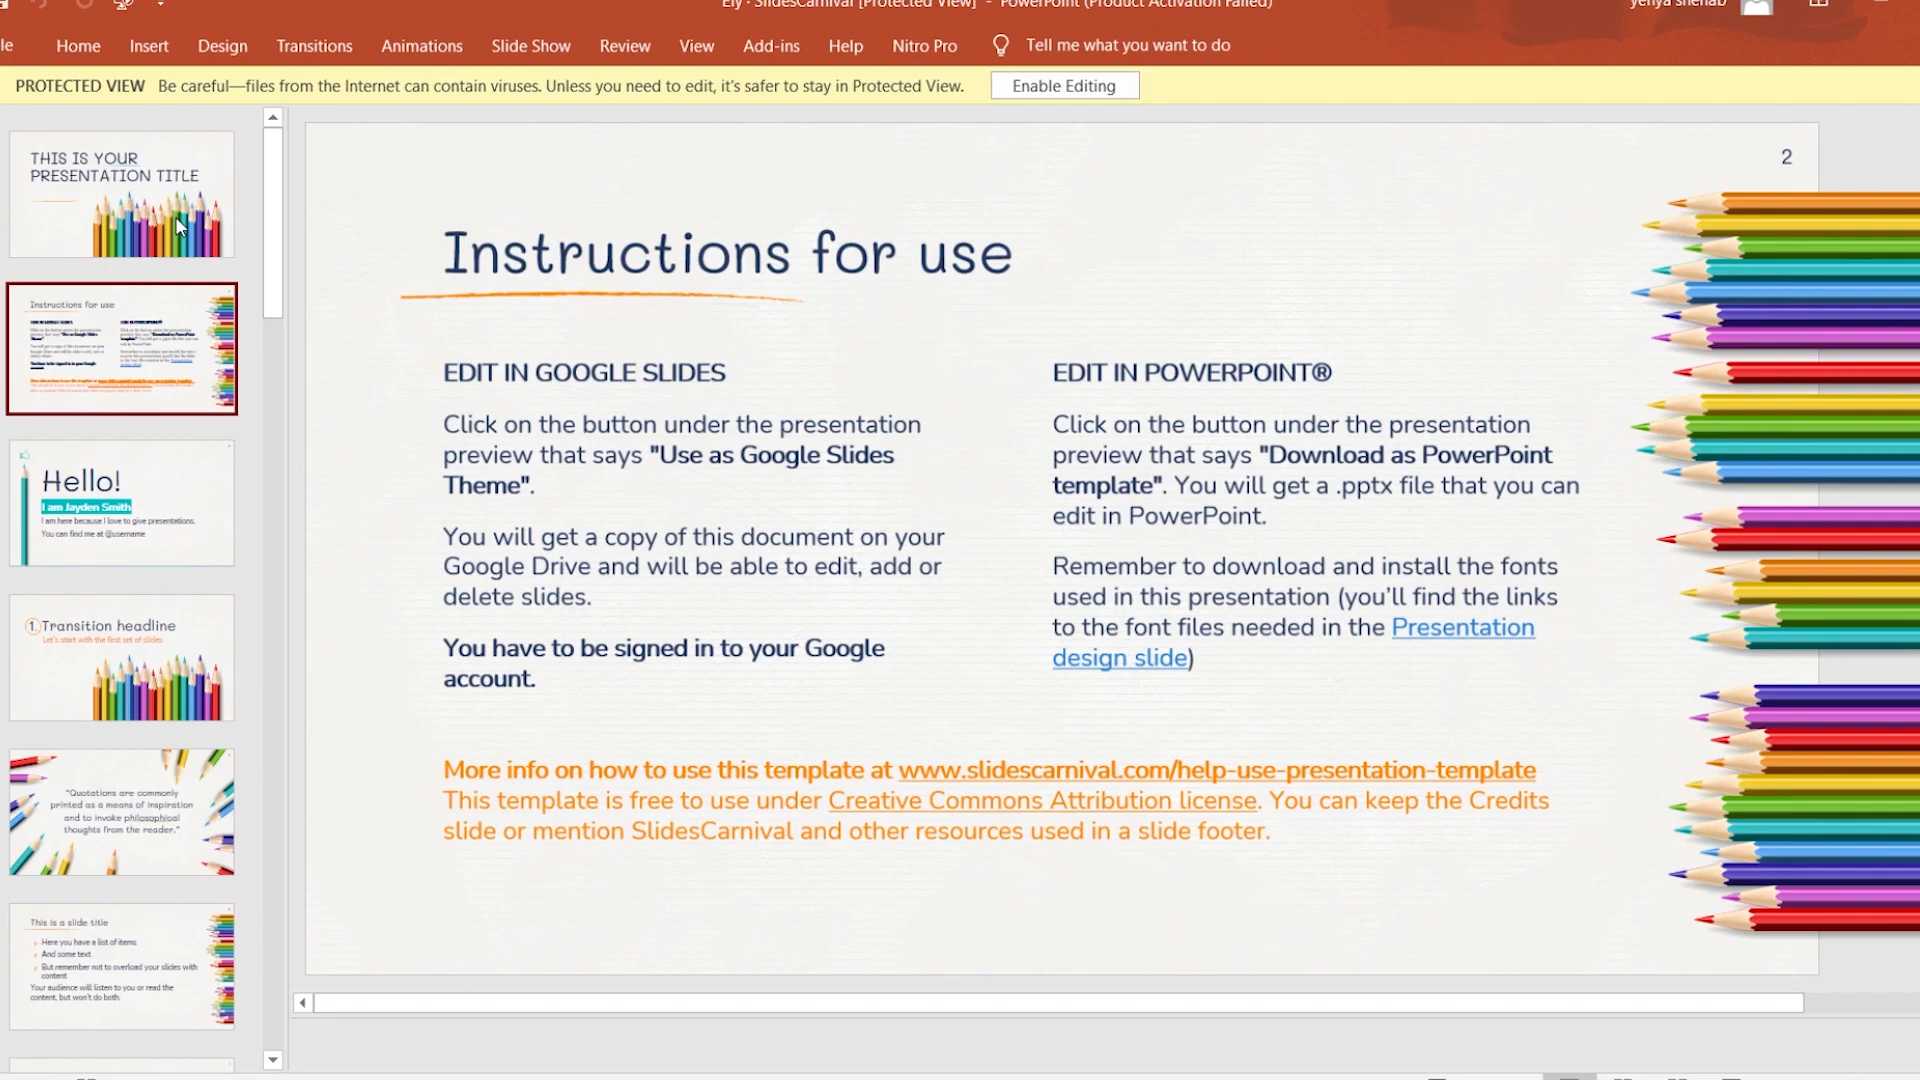 Ely · SlidesCarnival [Protected View] - PowerPoint (Product Activation Failed)
yehya shehab
Home Insert Design Transitions Animations Slide Show Review View Add-ins Help Nitro Pro Tell me what you want to do
PROTECTED VIEW Be careful—files from the Internet can contain viruses. Unless you need to edit, it's safer to stay in Protected View. Enable Editing
THIS IS YOUR
PRESENTATION TITLE
Instructions for use
Hello!
I am Jayden Smith
I am here because I love to give presentations.
You can find me at @username
1. Transition headline
Let's start with the first set of slides
"Quotations are commonly
printed as a means of inspiration
and to invoke philosophical
thoughts from the reader."
This is a slide title
Here you have a list of items
And some text
But remember not to overload your slides with
content
Your audience will listen to you or read the
content, but won't do both.
2
Instructions for use
EDIT IN GOOGLE SLIDES
Click on the button under the presentation
preview that says "Use as Google Slides
Theme".
You will get a copy of this document on your
Google Drive and will be able to edit, add or
delete slides.
You have to be signed in to your Google
account.
EDIT IN POWERPOINT®
Click on the button under the presentation
preview that says "Download as PowerPoint
template". You will get a .pptx file that you can
edit in PowerPoint.
Remember to download and install the fonts
used in this presentation (you'll find the links
to the font files needed in the Presentation
design slide)
More info on how to use this template at www.slidescarnival.com/help-use-presentation-template
This template is free to use under Creative Commons Attribution license. You can keep the Credits
slide or mention SlidesCarnival and other resources used in a slide footer.